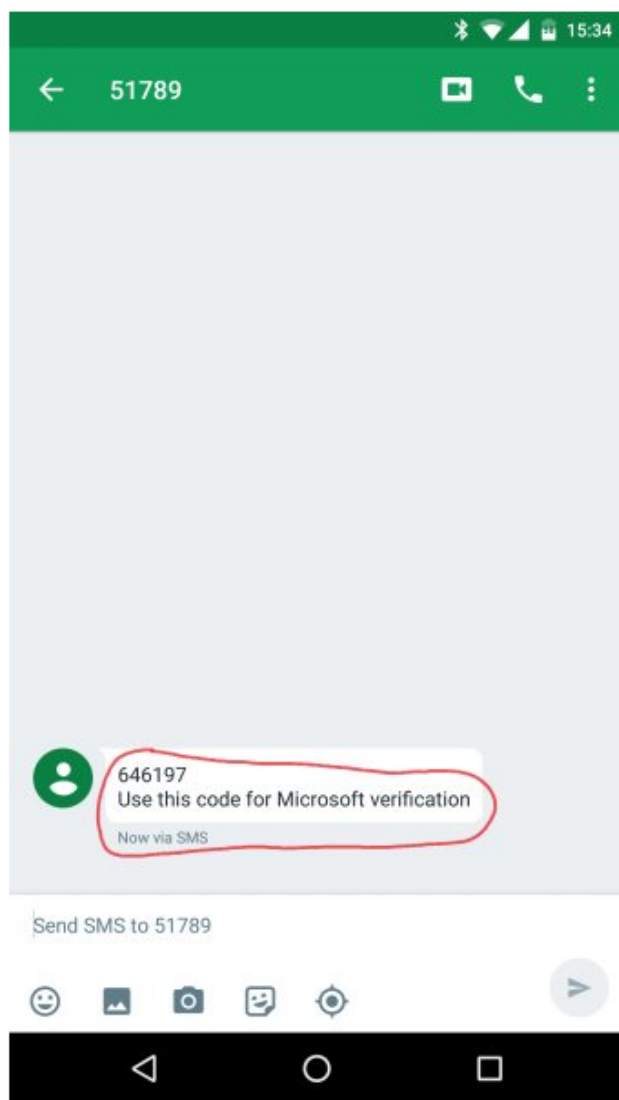 15:34
51789
646197
Use this code for Microsoft verification
Now via SMS
Send SMS to 51789